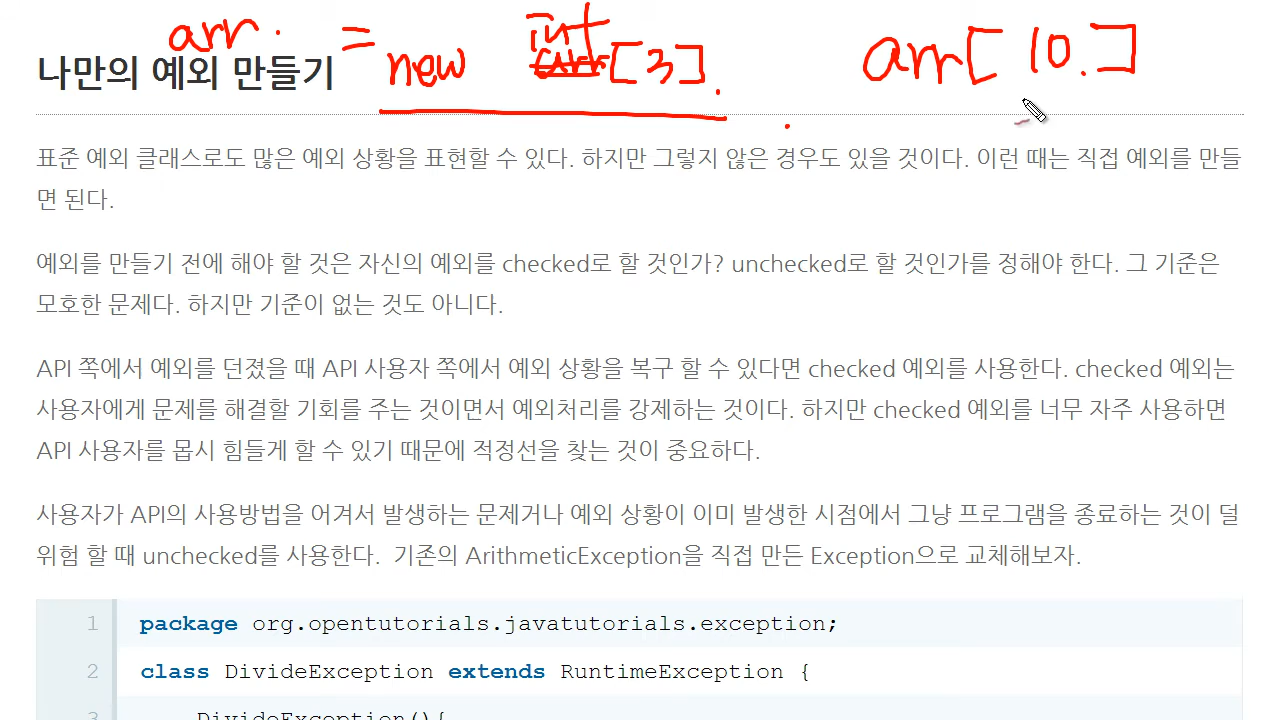 arr. = new int [3]. arr[ 10. ]
나만의 예외 만들기
표준 예외 클래스로도 많은 예외 상황을 표현할 수 있다. 하지만 그렇지 않은 경우도 있을 것이다. 이런 때는 직접 예외를 만들
면 된다.
예외를 만들기 전에 해야 할 것은 자신의 예외를 checked로 할 것인가? unchecked로 할 것인가를 정해야 한다. 그 기준은
모호한 문제다. 하지만 기준이 없는 것도 아니다.
API 쪽에서 예외를 던졌을 때 API 사용자 쪽에서 예외 상황을 복구 할 수 있다면 checked 예외를 사용한다. checked 예외는
사용자에게 문제를 해결할 기회를 주는 것이면서 예외처리를 강제하는 것이다. 하지만 checked 예외를 너무 자주 사용하면
API 사용자를 몹시 힘들게 할 수 있기 때문에 적정선을 찾는 것이 중요하다.
사용자가 API의 사용방법을 어겨서 발생하는 문제거나 예외 상황이 이미 발생한 시점에서 그냥 프로그램을 종료하는 것이 덜
위험 할 때 unchecked를 사용한다. 기존의 ArithmeticException을 직접 만든 Exception으로 교체해보자.
1 package org.opentutorials.javatutorials.exception;
2 class DivideException extends RuntimeException {
3 DivideException(){